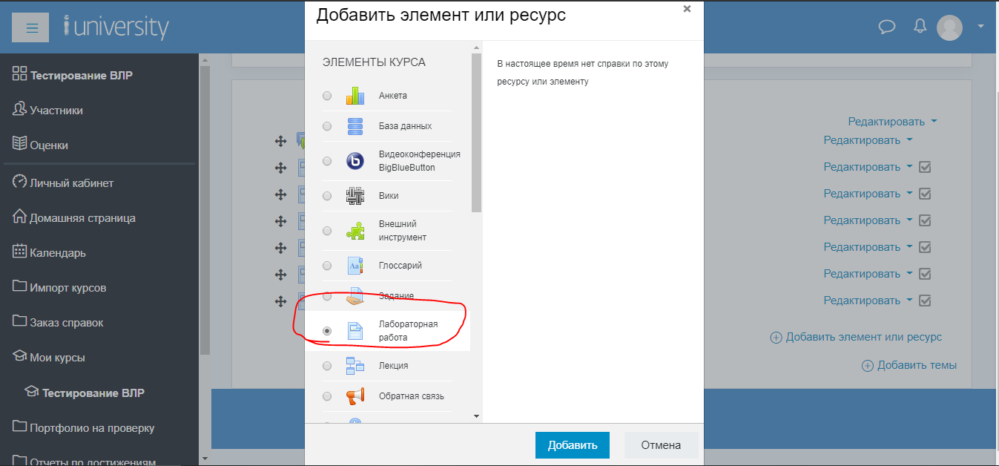 i university
Тестирование ВЛР
Участники
Оценки
Личный кабинет
Домашняя страница
Календарь
Импорт курсов
Заказ справок
Мои курсы
Тестирование ВЛР
Портфолио на проверку
Отчеты по достижениям
Добавить элемент или ресурс
ЭЛЕМЕНТЫ КУРСА
Анкета
База данных
Видеоконференция
BigBlueButton
Вики
Внешний
инструмент
Глоссарий
Задание
Лабораторная
работа
Лекция
Обратная связь
В настоящее время нет справки по этому
ресурсу или элементу
Добавить
Отмена
Редактировать
Редактировать
Редактировать
Редактировать
Редактировать
Редактировать
Редактировать
Редактировать
Добавить элемент или ресурс
Добавить темы